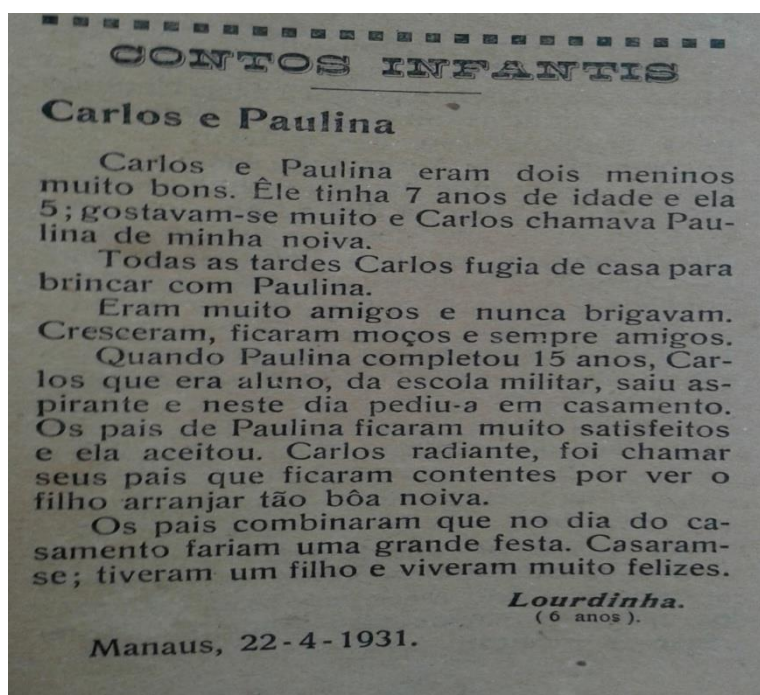 CONTOS INFANTIS
Carlos e Paulina
Carlos e Paulina eram dois meninos
muito bons. Êle tinha 7 anos de idade e ela
5; gostavam-se muito e Carlos chamava Pau-
lina de minha noiva.
Todas as tardes Carlos fugia de casa para
brincar com Paulina.
Eram muito amigos e nunca brigavam.
Cresceram, ficaram moços e sempre amigos.
Quando Paulina completou 15 anos, Car-
los que era aluno, da escola militar, saiu as-
pirante e neste dia pediu-a em casamento.
Os pais de Paulina ficaram muito satisfeitos
e ela aceitou. Carlos radiante, foi chamar
seus pais que ficaram contentes por ver o
filho arranjar tão bôa noiva.
Os pais combinaram que no dia do ca-
samento fariam uma grande festa. Casaram-
se; tiveram um filho e viveram muito felizes.
Lourdinha.
(6 anos).
Manaus, 22-4-1931.